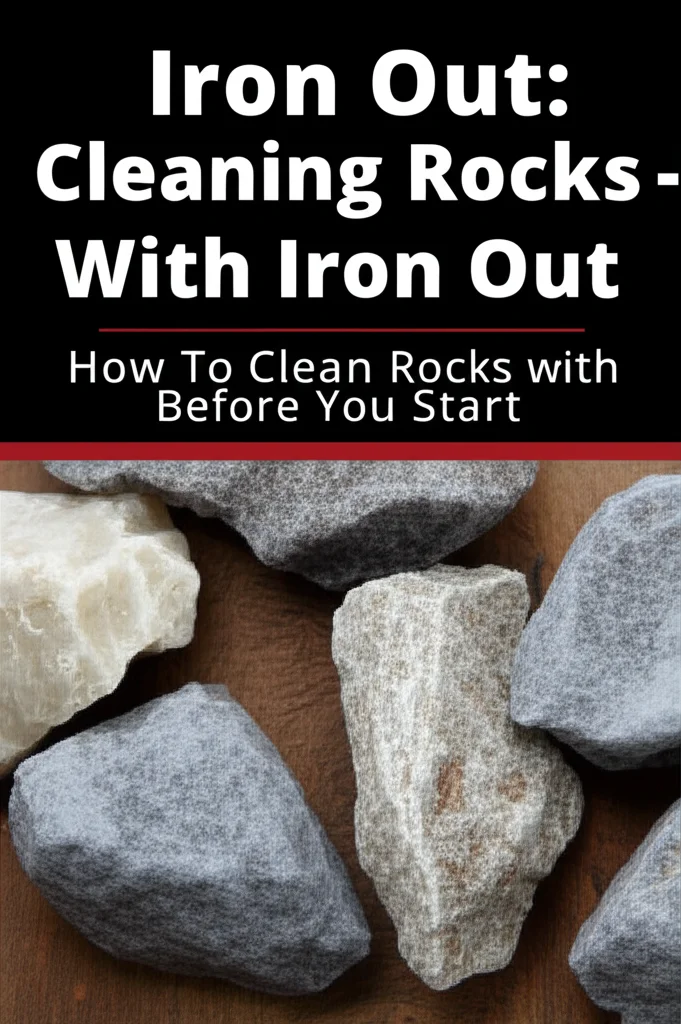 Iron Out:
Cleaning Rocks -
With Iron Out
How To Clean Rocks with
Before You Start